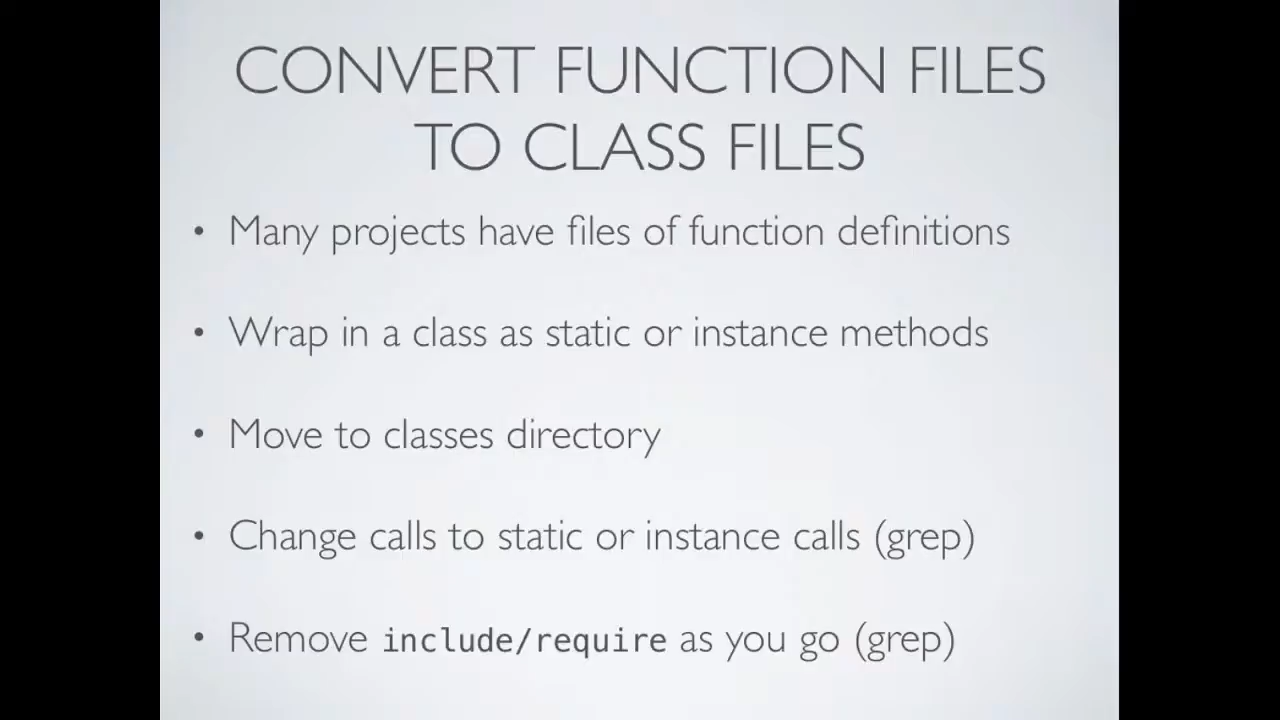 CONVERT FUNCTION FILES
TO CLASS FILES
• Many projects have files of function definitions
• Wrap in a class as static or instance methods
• Move to classes directory
• Change calls to static or instance calls (grep)
• Remove include/require as you go (grep)